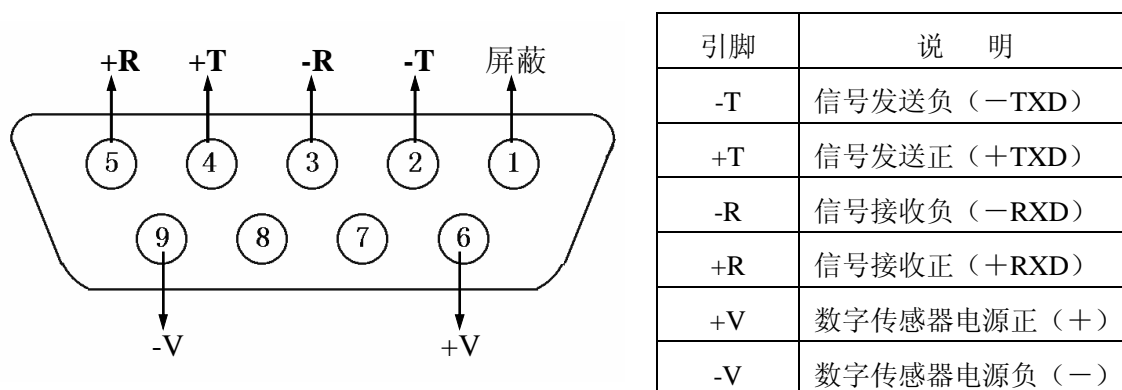 +R +T -R -T 屏蔽
5 4 3 2 1
9 8 7 6
-V +V
引脚 说 明
-T 信号发送负（－TXD）
+T 信号发送正（＋TXD）
-R 信号接收负（－RXD）
+R 信号接收正（＋RXD）
+V 数字传感器电源正（＋）
-V 数字传感器电源负（－）